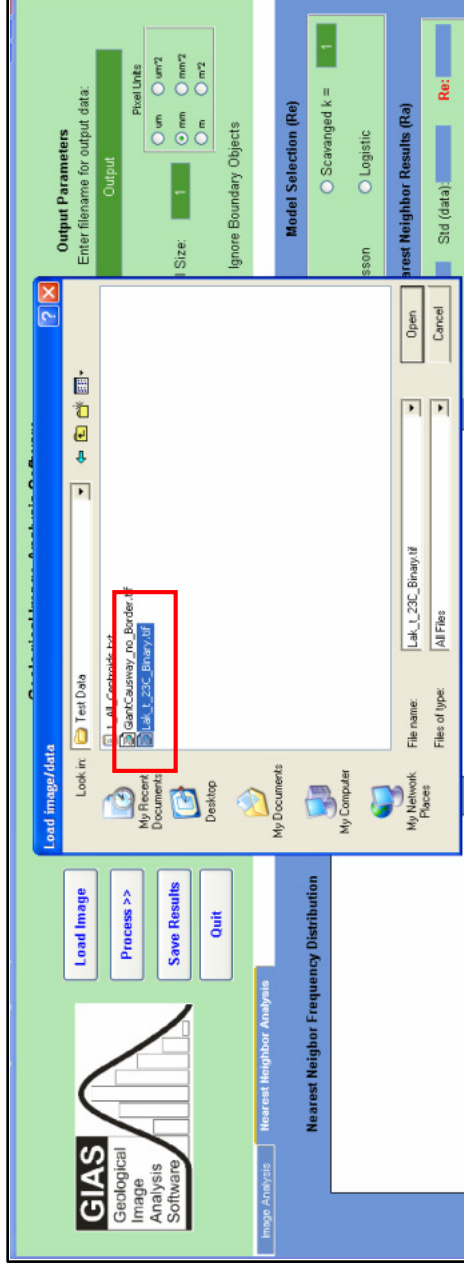 GIAS
Geological
Image
Analysis
Software
Load Image
Process >>
Save Results
Quit
Output Parameters
Enter filename for output data:
Output
Pixel Units
um
um^2
mm
mm^2
m
m^2
l Size:
1
Ignore Boundary Objects
Image Analysis
Nearest Neighbor Analysis
Nearest Neighbor Frequency Distribution
Model Selection (Re)
Scavanged k =
1
sson
Logistic
arest Neighbor Results (Ra)
Std (data):
Re:
Load image/data
Look in:
Test Data
GiantCausway_no_Border.tif
Lak_t_23C_Binary.tif
My Recent
Documents
Desktop
My Documents
My Computer
My Network
Places
File name:
Lak_t_23C_Binary.tif
Open
Files of type:
All Files
Cancel